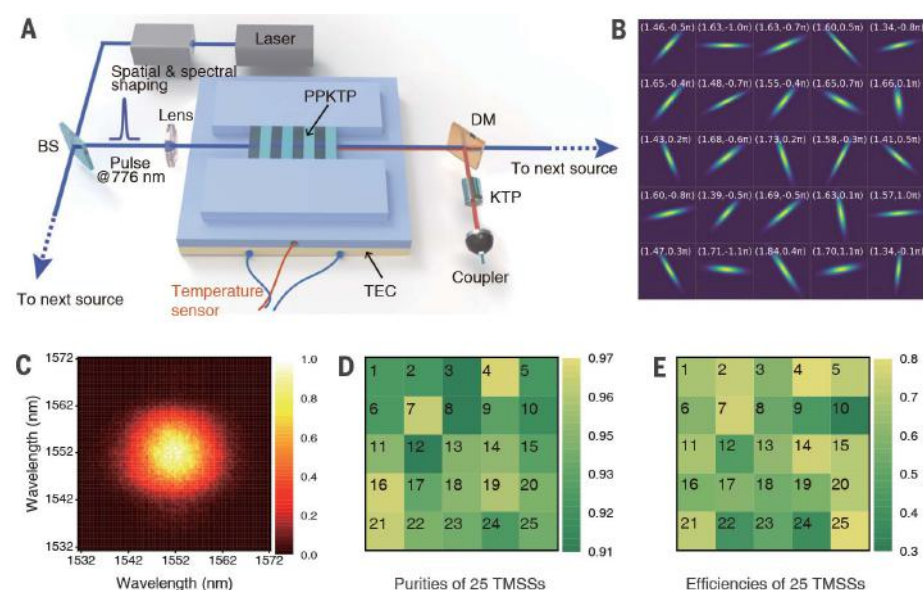 A
Laser
Spatial & spectral
shaping
PPKTP
Lens
DM
BS
Pulse
@776 nm
To next source
KTP
Coupler
TEC
Temperature
sensor
To next source
B
(1.46,-0.5π) (1.63,-1.0π) (1.63,-0.7π) (1.60,0.5π) (1.34,-0.8π)
(1.65,-0.4π) (1.48,-0.7π) (1.55,-0.4π) (1.65,0.7π) (1.66,0.1π)
(1.43,0.2π) (1.68,-0.6π) (1.73,0.2π) (1.58,-0.3π) (1.41,0.5π)
(1.60,-0.8π) (1.39,-0.5π) (1.69,-0.5π) (1.63,0.1π) (1.57,1.0π)
(1.47,0.3π) (1.71,-1.1π) (1.84,0.4π) (1.70,1.1π) (1.34,-0.1π)
C
Wavelength (nm)
1572
1562
1552
1542
1532
1532 1542 1552 1562 1572
Wavelength (nm)
1.0
0.8
0.6
0.4
0.2
0.0
D
1 2 3 4 5
6 7 8 9 10
11 12 13 14 15
16 17 18 19 20
21 22 23 24 25
0.97
0.96
0.95
0.94
0.93
0.92
0.91
Purities of 25 TMSSs
E
1 2 3 4 5
6 7 8 9 10
11 12 13 14 15
16 17 18 19 20
21 22 23 24 25
0.8
0.7
0.6
0.5
0.4
0.3
Efficiencies of 25 TMSSs